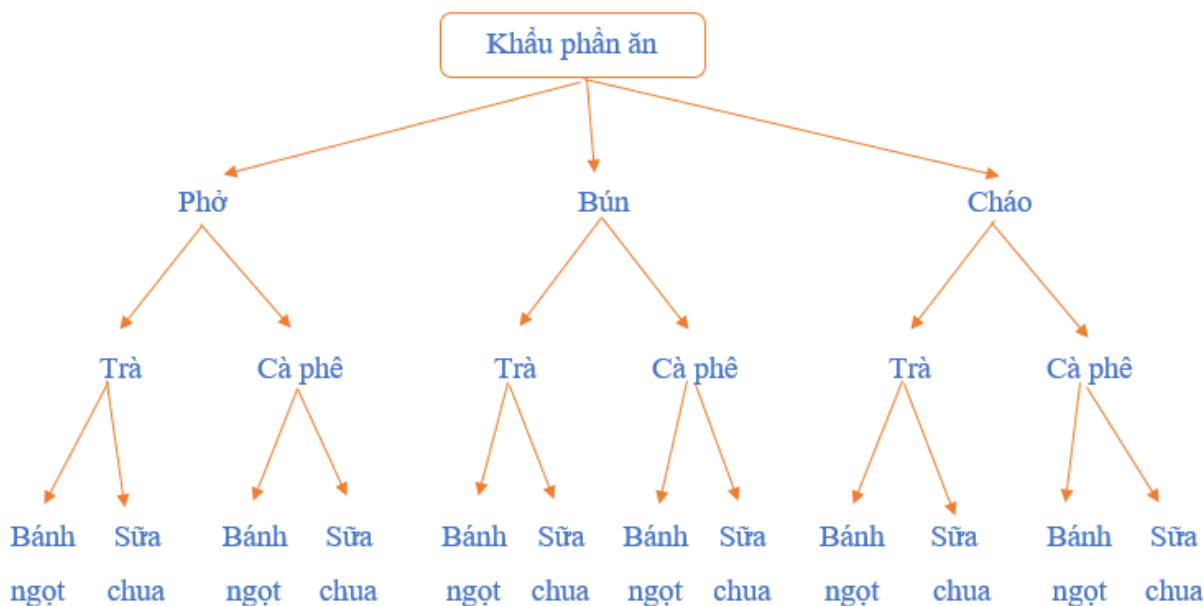 Khẩu phần ăn
Phở Bún Cháo
Trà Cà phê Trà Cà phê Trà Cà phê
Bánh Sữa Bánh Sữa Bánh Sữa Bánh Sữa Bánh Sữa Bánh Sữa
ngọt chua ngọt chua ngọt chua ngọt chua ngọt chua ngọt chua